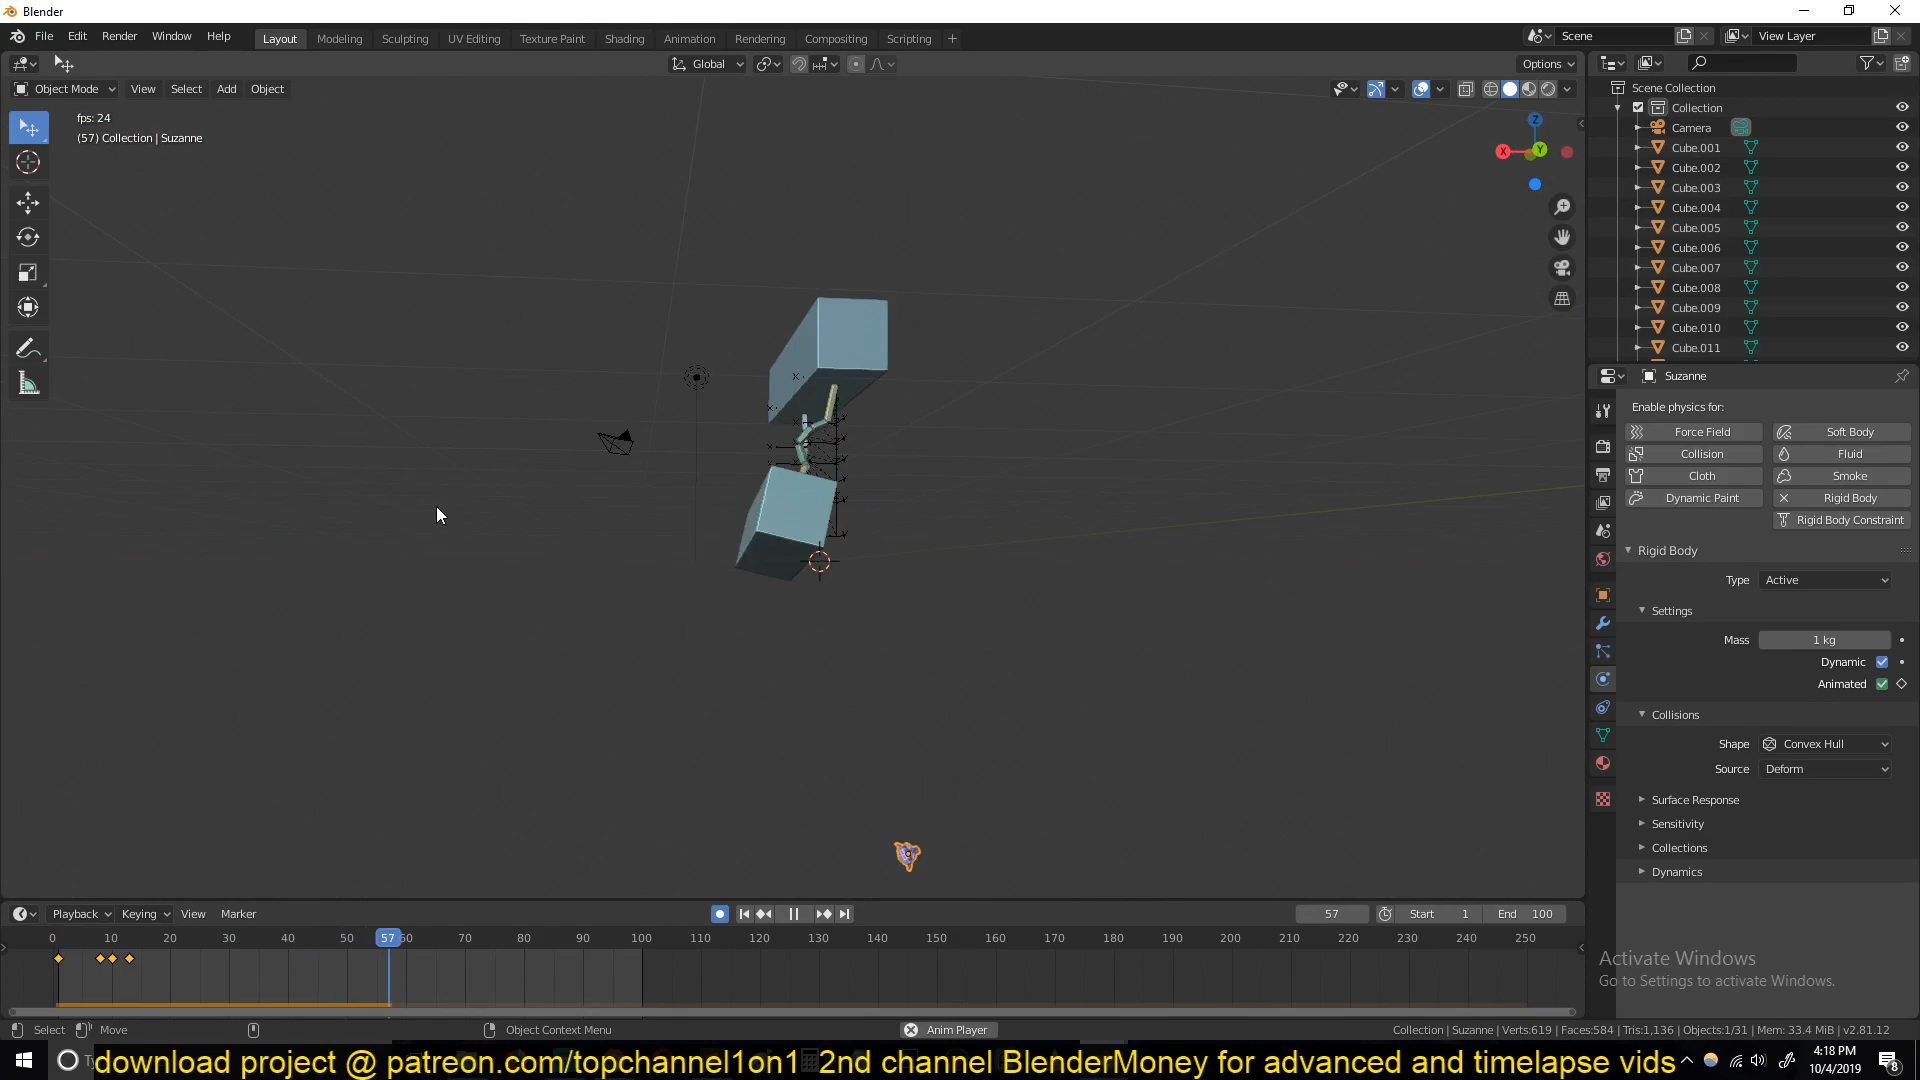 Blender
File Edit Render Window Help
Layout Modeling Sculpting UV Editing Texture Paint Shading Animation Rendering Compositing Scripting
Scene
View Layer
Global
Options
Object Mode View Select Add Object
fps: 24
(57) Collection | Suzanne
Z
X
Y
Scene Collection
Collection
Camera
Cube.001
Cube.002
Cube.003
Cube.004
Cube.005
Cube.006
Cube.007
Cube.008
Cube.009
Cube.010
Cube.011
Suzanne
Enable physics for:
Force Field Soft Body
Collision Fluid
Cloth Smoke
Dynamic Paint Rigid Body
Rigid Body Constraint
Rigid Body
Type Active
Settings
Mass 1 kg
Dynamic
Animated
Collisions
Shape Convex Hull
Source Deform
Surface Response
Sensitivity
Collections
Dynamics
Playback Keying View Marker
57
Start 1 End 100
0 10 20 30 40 50 57 60 70 80 90 100 110 120 130 140 150 160 170 180 190 200 210 220 230 240 250
Activate Windows
Go to Settings to activate Windows.
Select Move Object Context Menu Anim Player
Collection | Suzanne | Verts:619 | Faces:584 | Tris:1,136 | Objects:1/31 | Mem: 33.4 MiB | v2.81.12
download project @ patreon.com/topchannel1on1 2nd channel BlenderMoney for advanced and timelapse vids
4:18 PM
10/4/2019
8